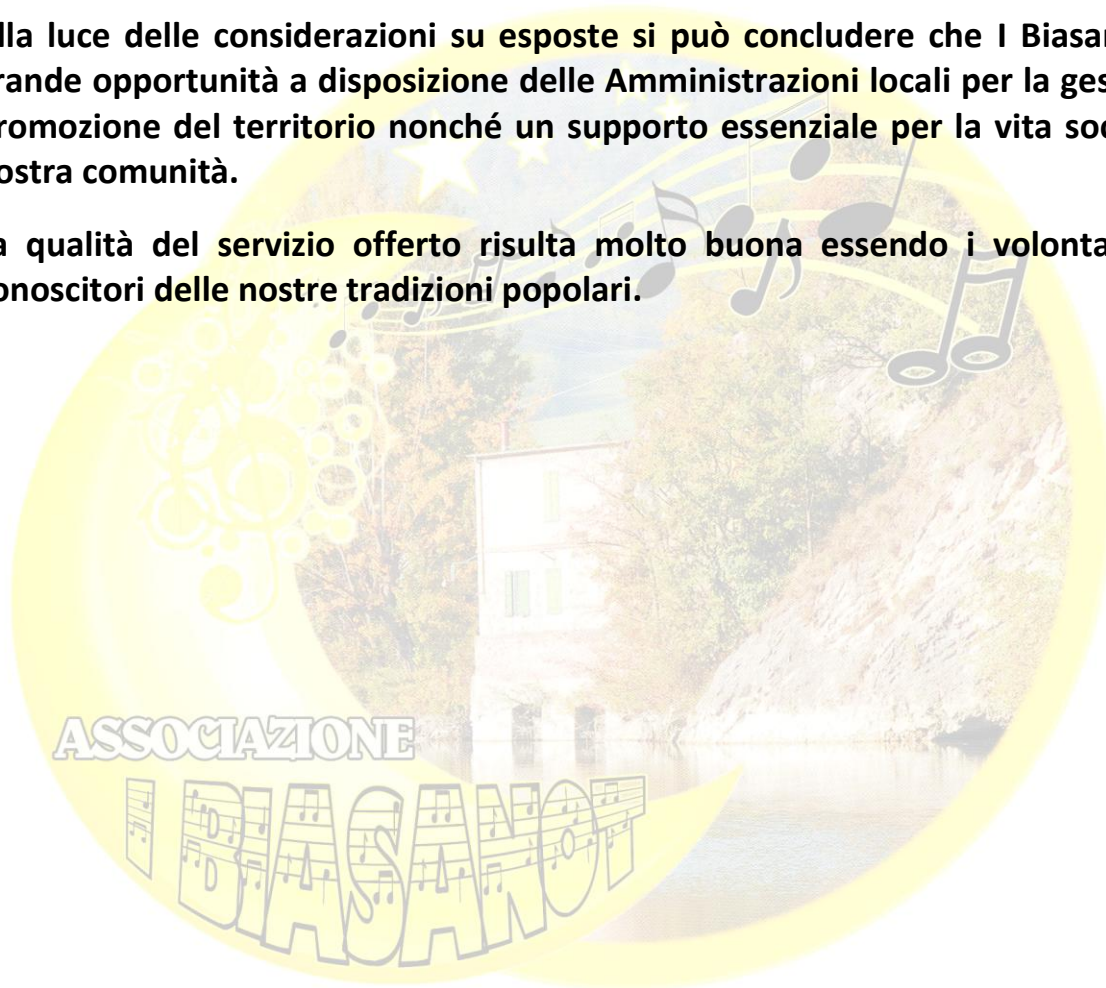 lla luce delle considerazioni su esposte si può concludere che I Biasan
rande opportunità a disposizione delle Amministrazioni locali per la ges
romozione del territorio nonché un supporto essenziale per la vita soc
ostra comunità.
a qualità del servizio offerto risulta molto buona essendo i volonta
onoscitori delle nostre tradizioni popolari.
ASSOCIAZIONE
I BIASANOT